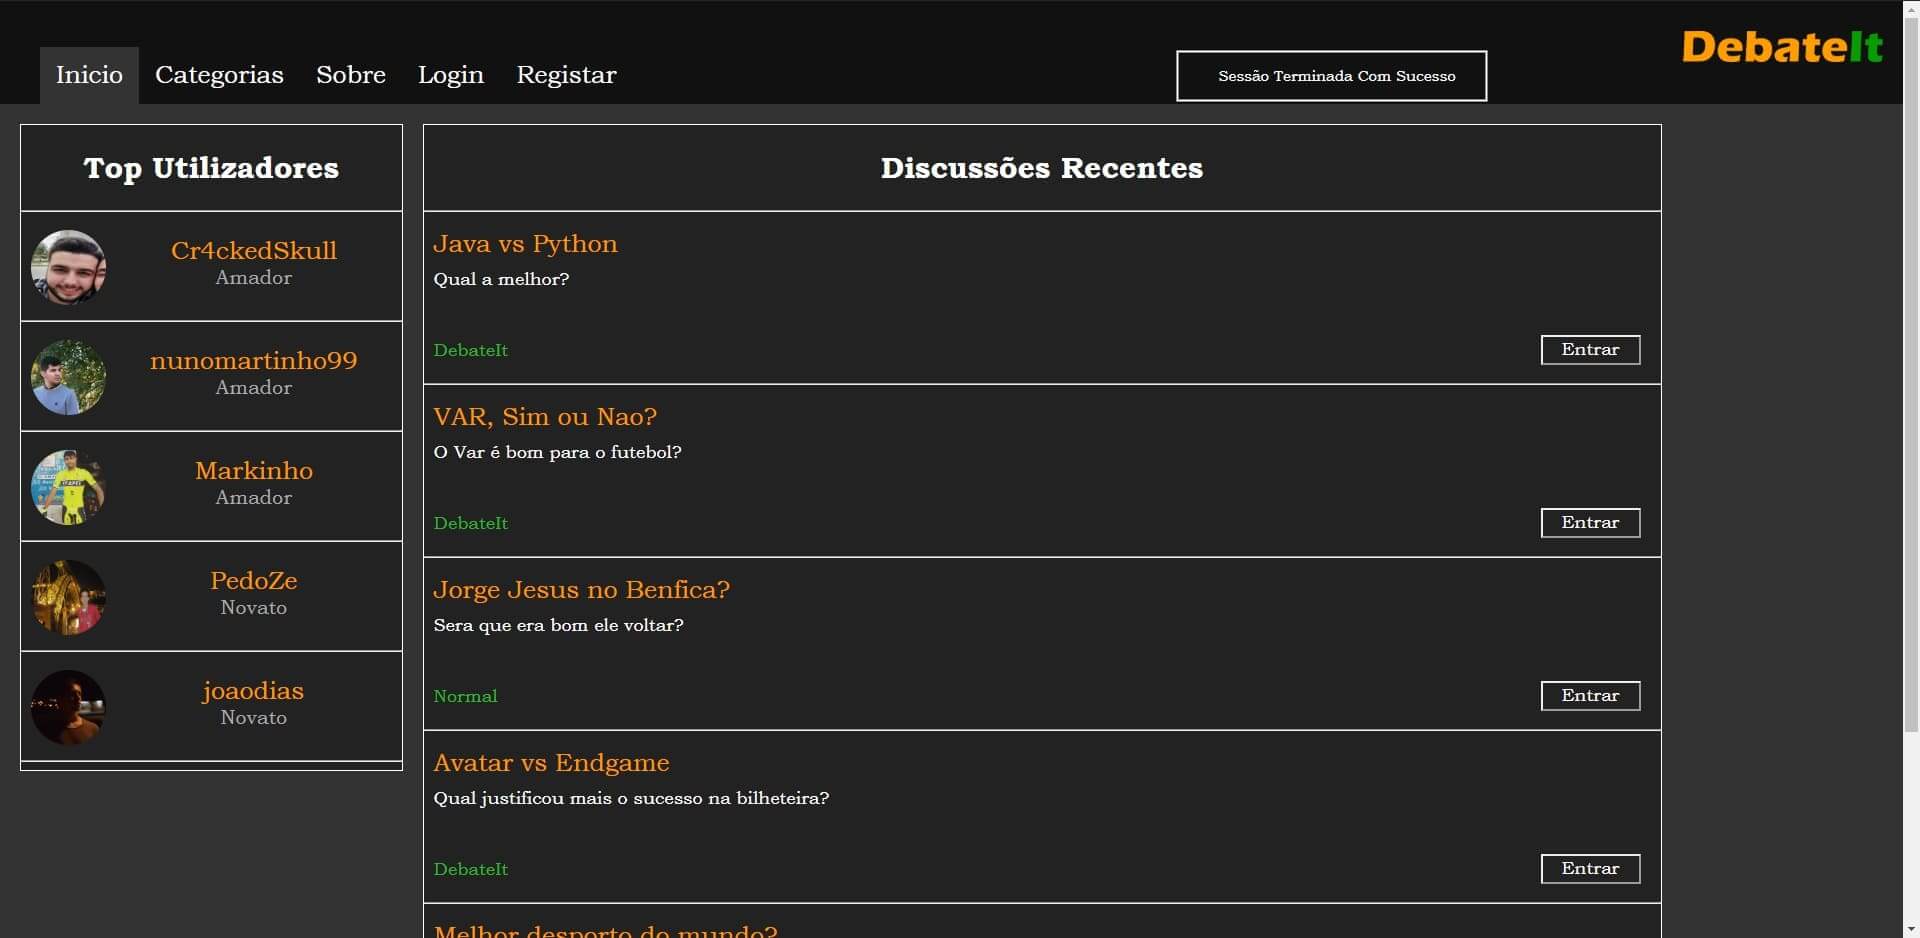 Inicio Categorias Sobre Login Registar
Sessão Terminada Com Sucesso
DebateIt
Top Utilizadores
Cr4ckedSkull
Amador
nunomartinho99
Amador
Markinho
Amador
PedoZe
Novato
joaodias
Novato
Discussões Recentes
Java vs Python
Qual a melhor?
DebateIt
Entrar
VAR, Sim ou Nao?
O Var é bom para o futebol?
DebateIt
Entrar
Jorge Jesus no Benfica?
Sera que era bom ele voltar?
Normal
Entrar
Avatar vs Endgame
Qual justificou mais o sucesso na bilheteira?
DebateIt
Entrar
Melhor desporto do mundo?